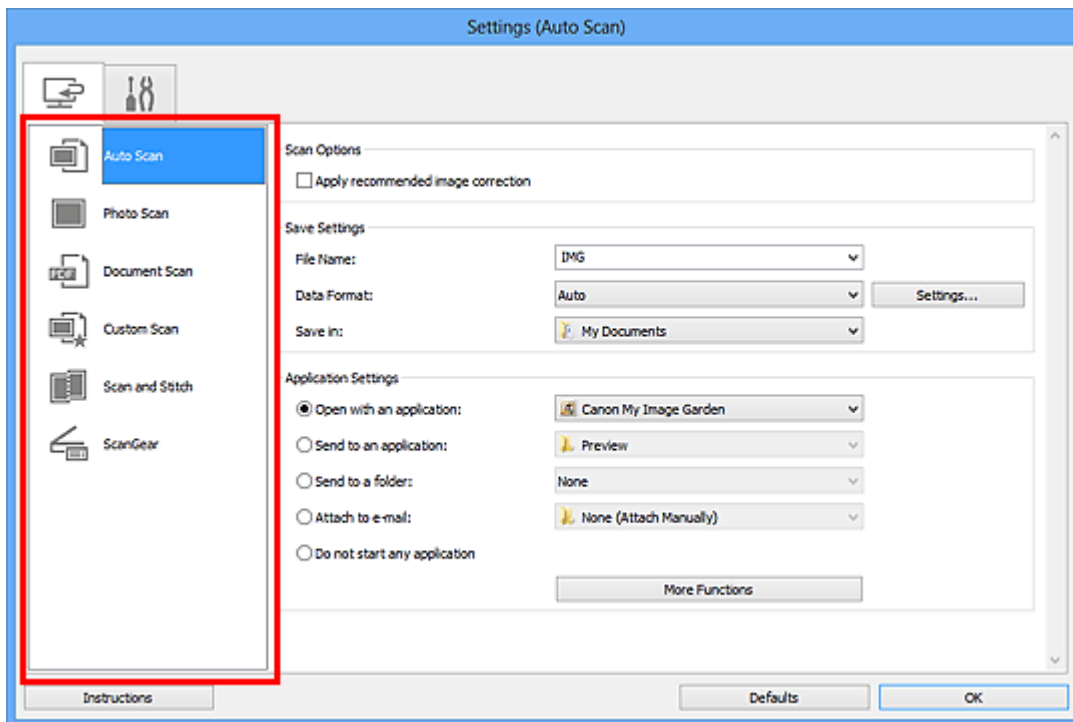 Settings (Auto Scan)
Auto Scan
Photo Scan
Document Scan
Custom Scan
Scan and Stitch
ScanGear
Scan Options
Apply recommended image correction
Save Settings
File Name: IMG
Data Format: Auto Settings...
Save in: My Documents
Application Settings
Open with an application: Canon My Image Garden
Send to an application: Preview
Send to a folder: None
Attach to e-mail: None (Attach Manually)
Do not start any application
More Functions
Instructions Defaults OK